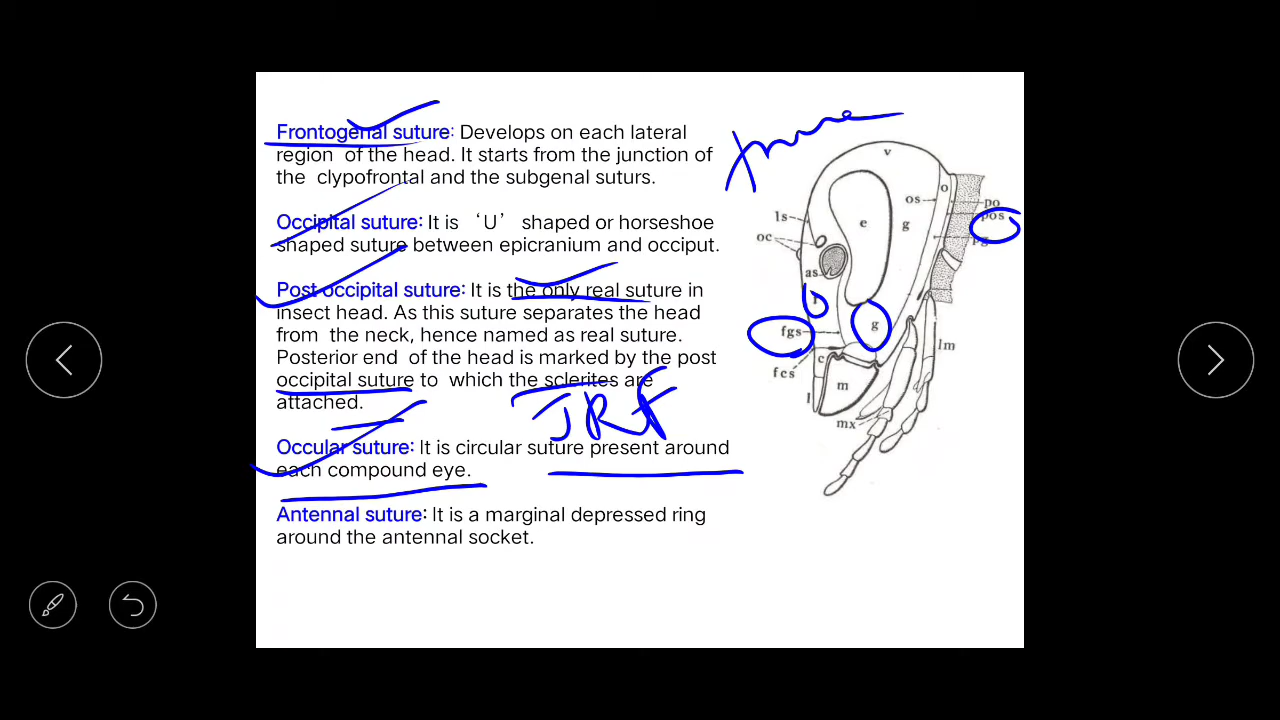 Frontogenal suture: Develops on each lateral
region of the head. It starts from the junction of
the clypofrontal and the subgenal suturs.
Occipital suture: It is ‘U’ shaped or horseshoe
shaped suture between epicranium and occiput.
Post occipital suture: It is the only real suture in
insect head. As this suture separates the head
from the neck, hence named as real suture.
Posterior end of the head is marked by the post
occipital suture to which the sclerites are
attached.
JRF
Occular suture: It is circular suture present around
each compound eye.
Antennal suture: It is a marginal depressed ring
around the antennal socket.
v
os
o
po
pos
ls
e
g
oc
as
fgs
g
lm
c
fcs
m
l
mx